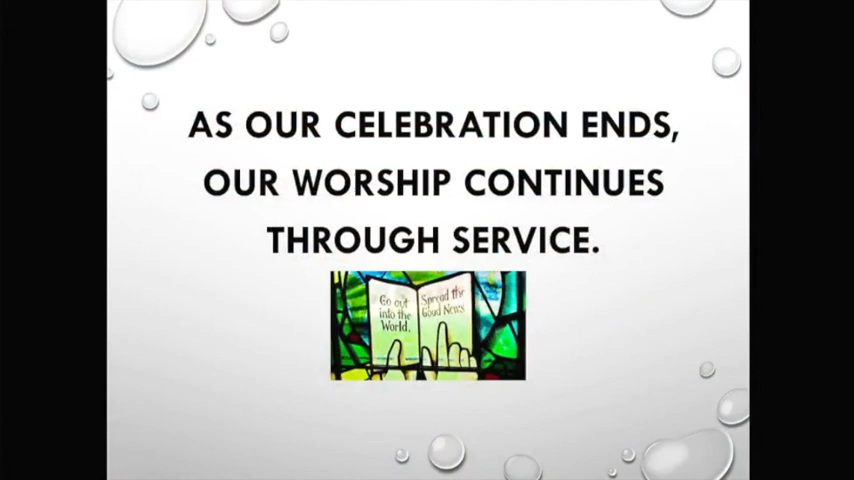 AS OUR CELEBRATION ENDS,
OUR WORSHIP CONTINUES
THROUGH SERVICE.
Go out
into the
World,
Spread the
Good News